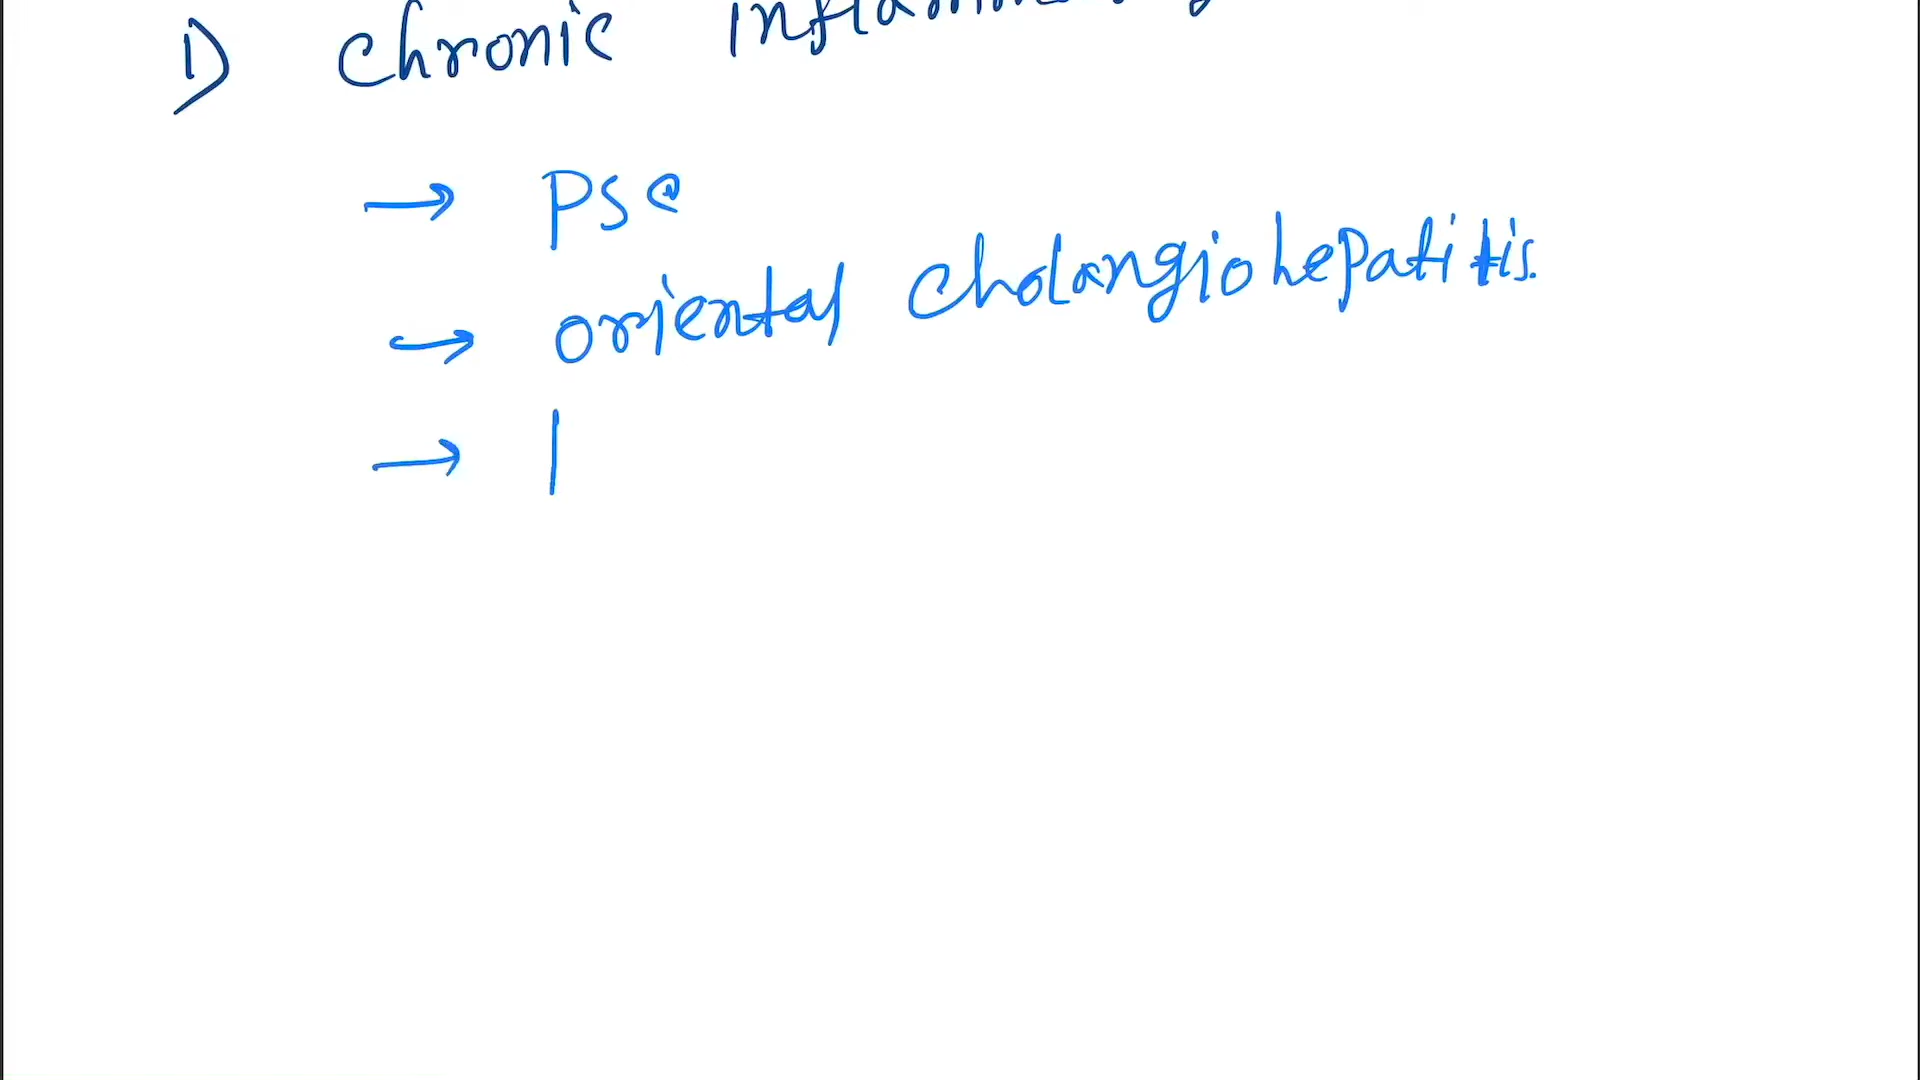 1) Chronic
→ PSC
→ oriental cholangiohepatitis.
→